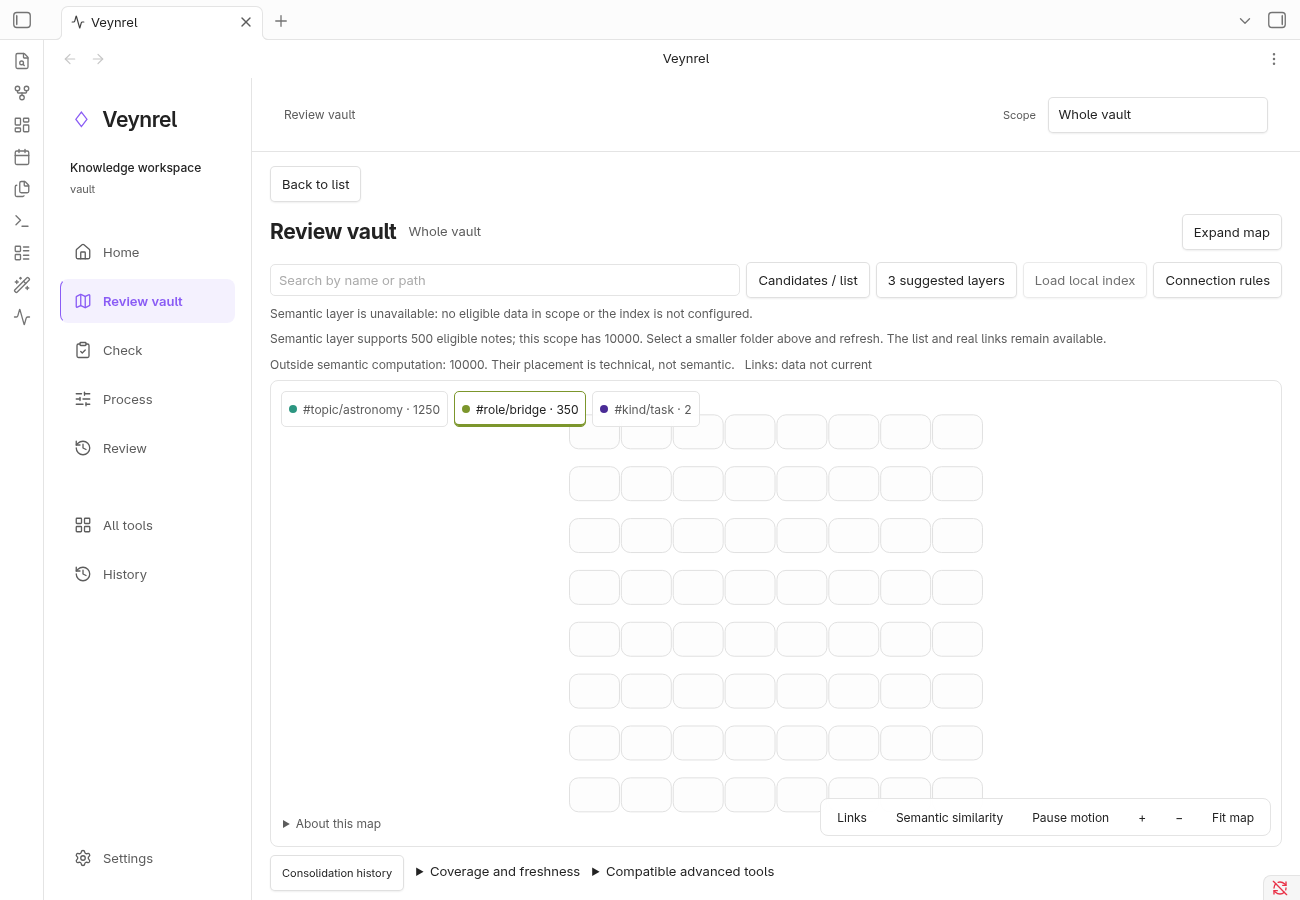 Veynrel
Veynrel
Veynrel
Knowledge workspace
vault
Home
Review vault
Check
Process
Review
All tools
History
Settings
Review vault
Scope
Whole vault
Back to list
Review vault
Whole vault
Expand map
Search by name or path
Candidates / list
3 suggested layers
Load local index
Connection rules
Semantic layer is unavailable: no eligible data in scope or the index is not configured.
Semantic layer supports 500 eligible notes; this scope has 10000. Select a smaller folder above and refresh. The list and real links remain available.
Outside semantic computation: 10000. Their placement is technical, not semantic. Links: data not current
#topic/astronomy · 1250
#role/bridge · 350
#kind/task · 2
About this map
Links
Semantic similarity
Pause motion
+
−
Fit map
Consolidation history
Coverage and freshness
Compatible advanced tools